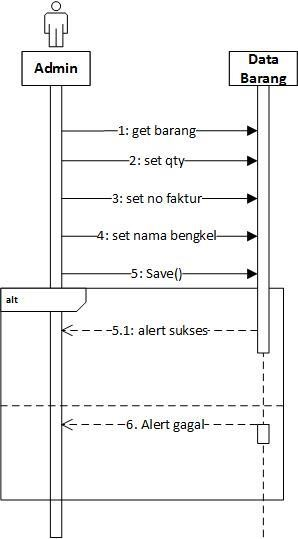 Admin
Data
Barang
1: get barang
2: set qty
3: set no faktur
4: set nama bengkel
5: Save()
alt
5.1: alert sukses
6. Alert gagal